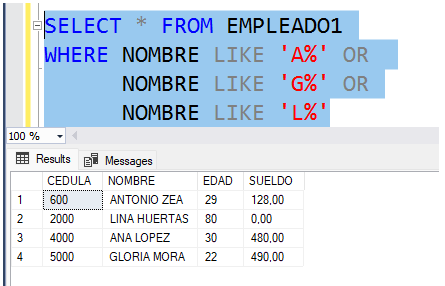 SELECT * FROM EMPLEADO1
WHERE NOMBRE LIKE 'A%' OR
NOMBRE LIKE 'G%' OR
NOMBRE LIKE 'L%'
100 %
Results Messages
CEDULA NOMBRE EDAD SUELDO
1 600 ANTONIO ZEA 29 128,00
2 2000 LINA HUERTAS 80 0,00
3 4000 ANA LOPEZ 30 480,00
4 5000 GLORIA MORA 22 490,00